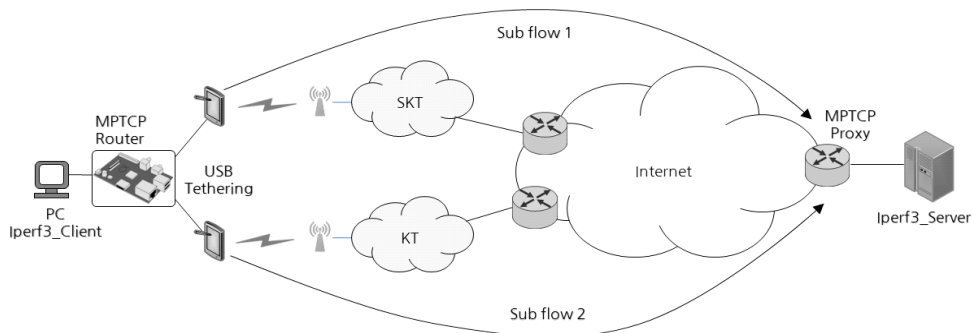 Sub flow 1
MPTCP
Router
SKT
MPTCP
Proxy
USB
Tethering
Internet
PC
Iperf3_Client
KT
Iperf3_Server
Sub flow 2